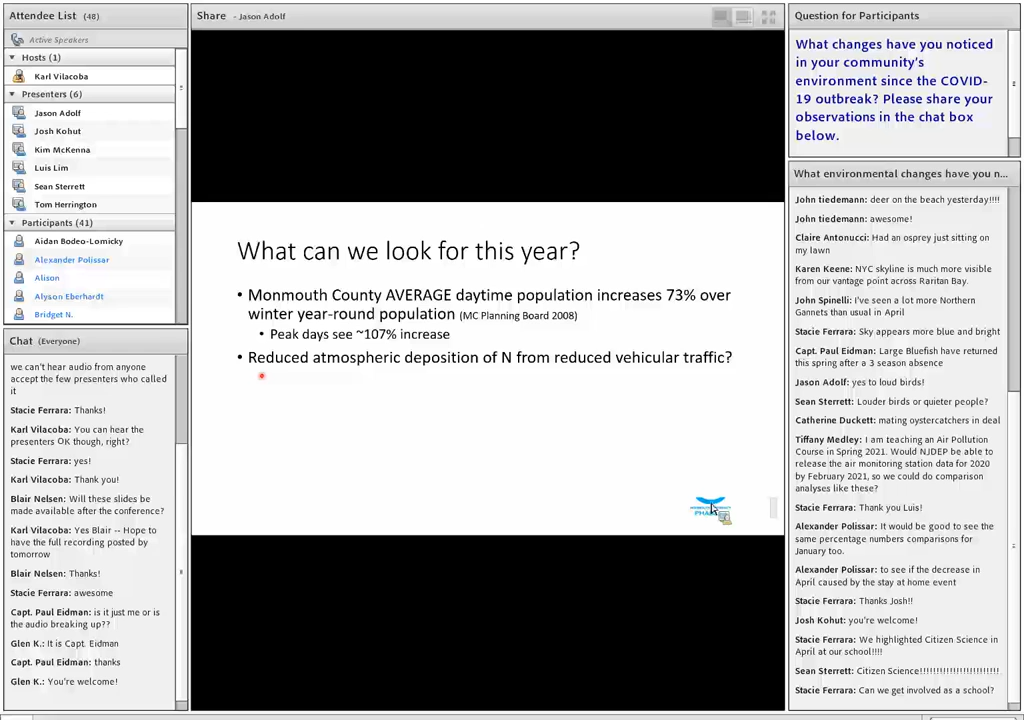 Attendee List (48)
Active Speakers
Hosts (1)
Karl Vilacoba
Presenters (6)
Jason Adolf
Josh Kohut
Kim McKenna
Luis Lim
Sean Sterrett
Tom Herrington
Participants (41)
Aidan Bodeo-Lomicky
Alexander Polissar
Alison
Alyson Eberhardt
Bridget N.
Chat (Everyone)
we can't hear audio from anyone
accept the few presenters who called
it
Stacie Ferrara: Thanks!
Karl Vilacoba: You can hear the
presenters OK though, right?
Stacie Ferrara: yes!
Karl Vilacoba: Thank you!
Blair Nelsen: Will these slides be
made available after the conference?
Karl Vilacoba: Yes Blair -- Hope to
have the full recording posted by
tomorrow
Blair Nelsen: Thanks!
Stacie Ferrara: awesome
Capt. Paul Eidman: is it just me or is
the audio breaking up??
Glen K.: It is Capt. Eidman
Capt. Paul Eidman: thanks
Glen K.: You're welcome!
Share - Jason Adolf
What can we look for this year?
• Monmouth County AVERAGE daytime population increases 73% over
winter year-round population (MC Planning Board 2008)
• Peak days see ~107% increase
• Reduced atmospheric deposition of N from reduced vehicular traffic?
Question for Participants
What changes have you noticed
in your community's
environment since the COVID-
19 outbreak? Please share your
observations in the chat box
below.
What environmental changes have you n...
John tiedemann: deer on the beach yesterday!!!!
John tiedemann: awesome!
Claire Antonucci: Had an osprey just sitting on
my lawn
Karen Keene: NYC skyline is much more visible
from our vantage point across Raritan Bay.
John Spinelli: I've seen a lot more Northern
Gannets than usual in April
Stacie Ferrara: Sky appears more blue and bright
Capt. Paul Eidman: Large Bluefish have returned
this spring after a 3 season absence
Jason Adolf: yes to loud birds!
Sean Sterrett: Louder birds or quieter people?
Catherine Duckett: mating oystercatchers in deal
Tiffany Medley: I am teaching an Air Pollution
Course in Spring 2021. Would NJDEP be able to
release the air monitoring station data for 2020
by February 2021, so we could do comparison
analyses like these?
Stacie Ferrara: Thank you Luis!
Alexander Polissar: It would be good to see the
same percentage numbers comparisons for
January too.
Alexander Polissar: to see if the decrease in
April caused by the stay at home event
Stacie Ferrara: Thanks Josh!!
Josh Kohut: you're welcome!
Stacie Ferrara: We highlighted Citizen Science in
April at our school!!!!
Sean Sterrett: Citizen Science!!!!!!!!!!!!!!!!!!!!!!!!
Stacie Ferrara: Can we get involved as a school?